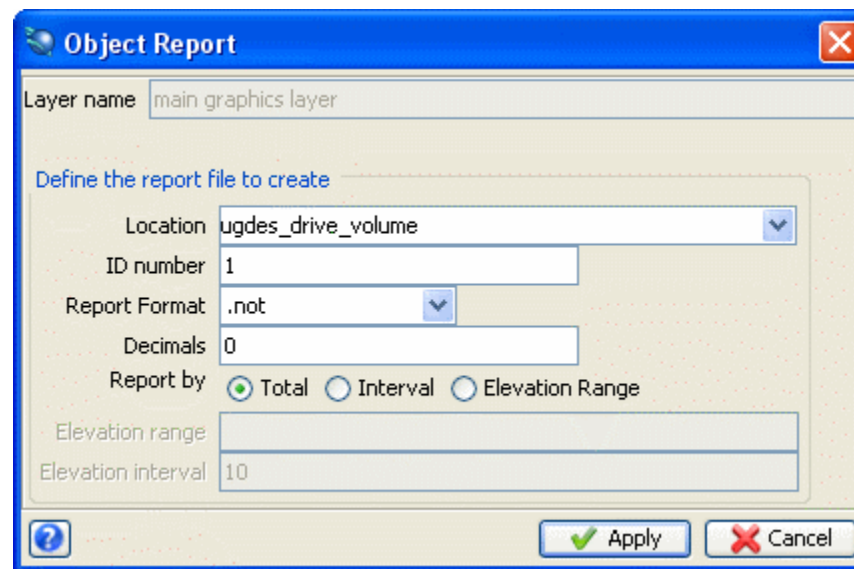 Object Report
Layer name main graphics layer
Define the report file to create
Location ugdes_drive_volume
ID number 1
Report Format .not
Decimals 0
Report by Total Interval Elevation Range
Elevation range
Elevation interval 10
? Apply Cancel